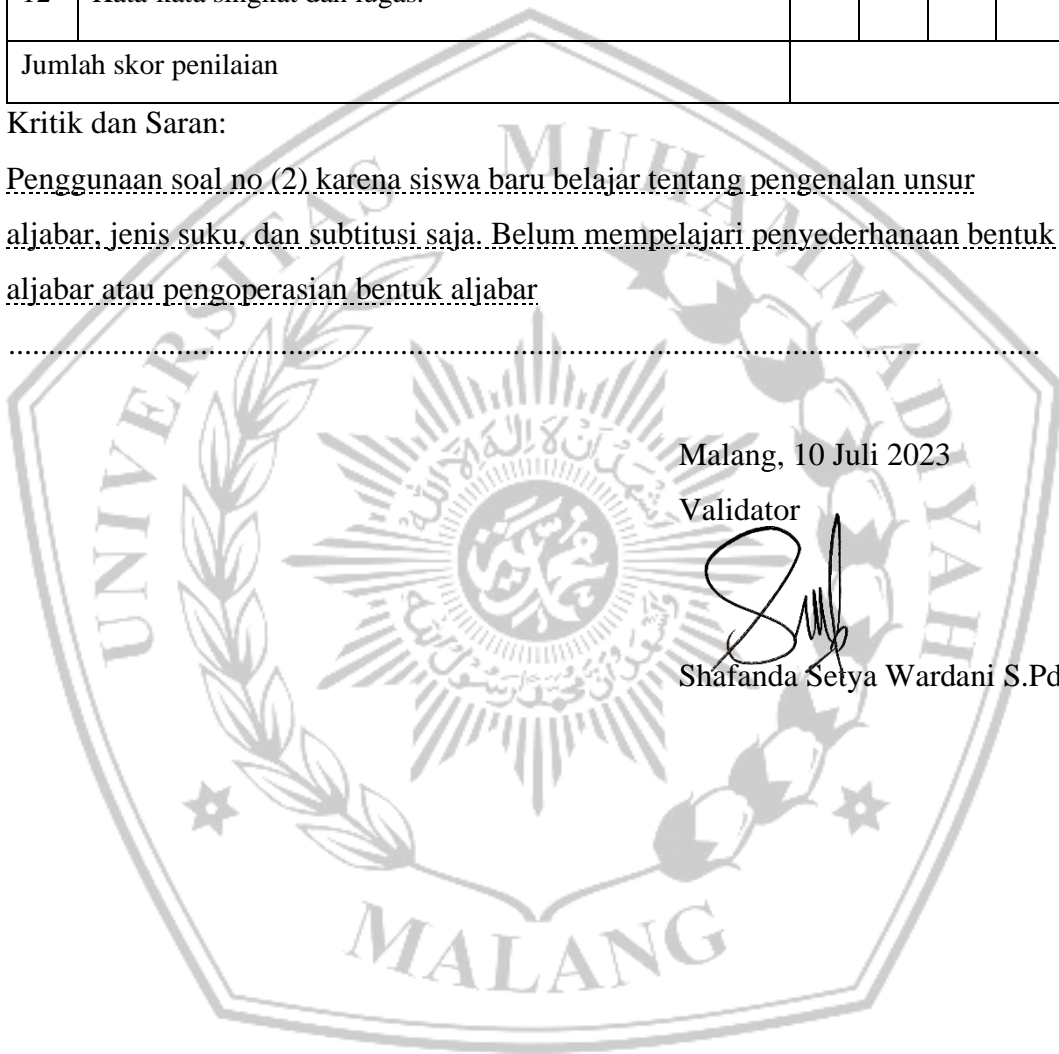 12 Kata-kata singkat dan lugas.
Jumlah skor penilaian
Kritik dan Saran:
Penggunaan soal no (2) karena siswa baru belajar tentang pengenalan unsur
aljabar, jenis suku, dan subtitusi saja. Belum mempelajari penyederhanaan bentuk
aljabar atau pengoperasian bentuk aljabar
Malang, 10 Juli 2023
Validator
Shafanda Setya Wardani S.Pd
UNIVERSITAS MUHAMMADIYAH
MALANG